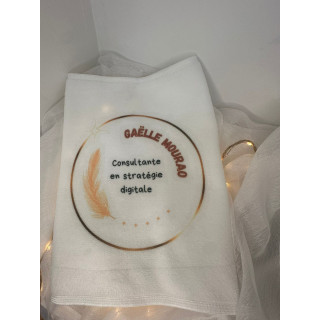 GAËLLE MOURAO
Consultante
en stratégie
digitale